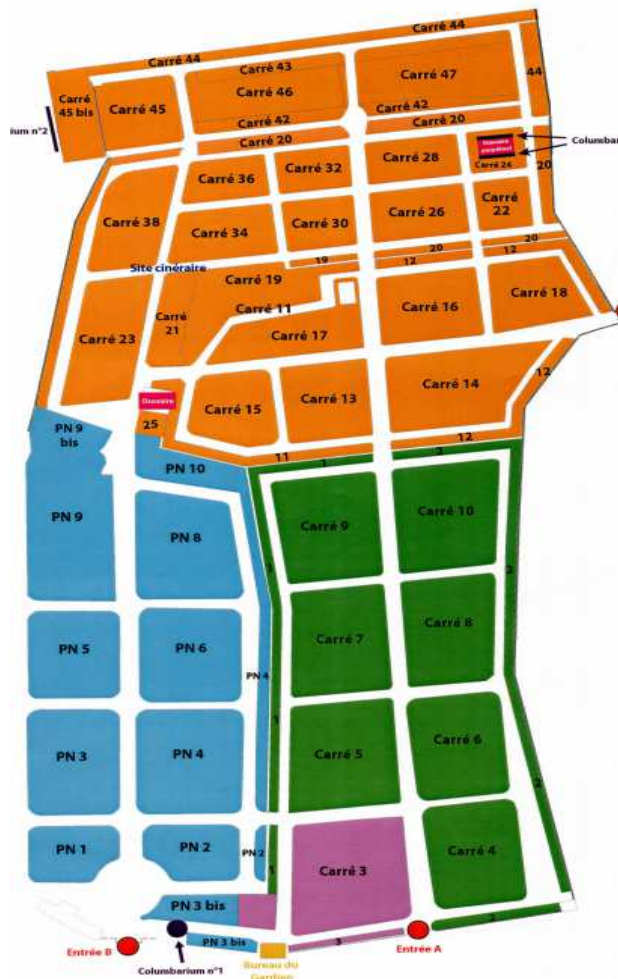 Carré 44
Carré 44
Carré 43
Carré 47
Carré
45 bis
Carré 45
Carré 46
44
Carré 42
Carré 42
Carré 20
Carré 20
ium n°2
Columbar
Ossuaire
perpétuel
Carré 24
20
Carré 36
Carré 32
Carré 28
Carré 38
Carré 34
Carré 30
Carré 26
Carré
22
Site cinéraire
19
20
12
20
12
Carré 19
Carré 11
Carré 16
Carré 18
Carré
21
Carré 23
Carré 17
Ossuaire
25
Carré 15
Carré 13
Carré 14
12
12
11
PN 9
bis
PN 10
1
2
PN 9
PN 8
Carré 9
Carré 10
1
2
PN 5
PN 6
PN 4
Carré 7
Carré 8
PN 3
PN 4
1
Carré 5
Carré 6
2
PN 1
PN 2
PN 2
1
Carré 3
Carré 4
PN 3 bis
2
Entrée B
PN 3 bis
3
Entrée A
Columbarium n°1
Bureau du
Gardien